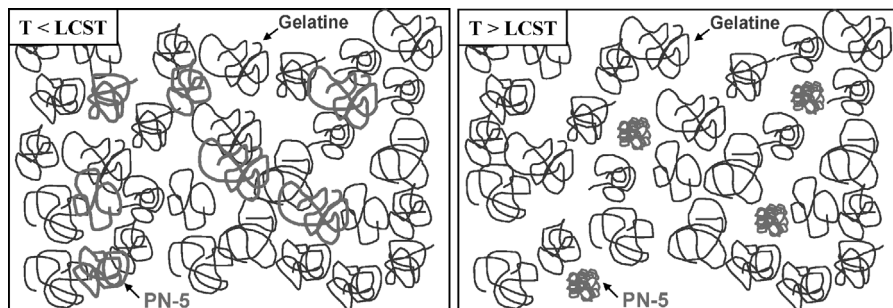 T < LCST
Gelatine
PN-5
T > LCST
Gelatine
PN-5